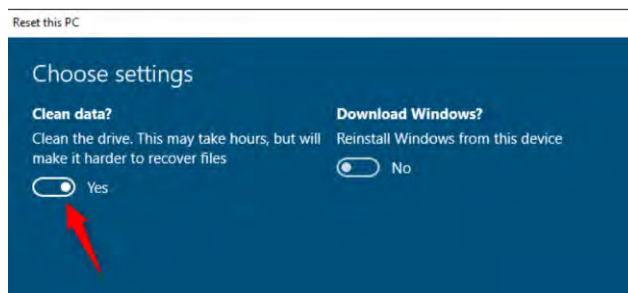 Reset this PC
Choose settings
Clean data?
Clean the drive. This may take hours, but will
make it harder to recover files
Yes
Download Windows?
Reinstall Windows from this device
No